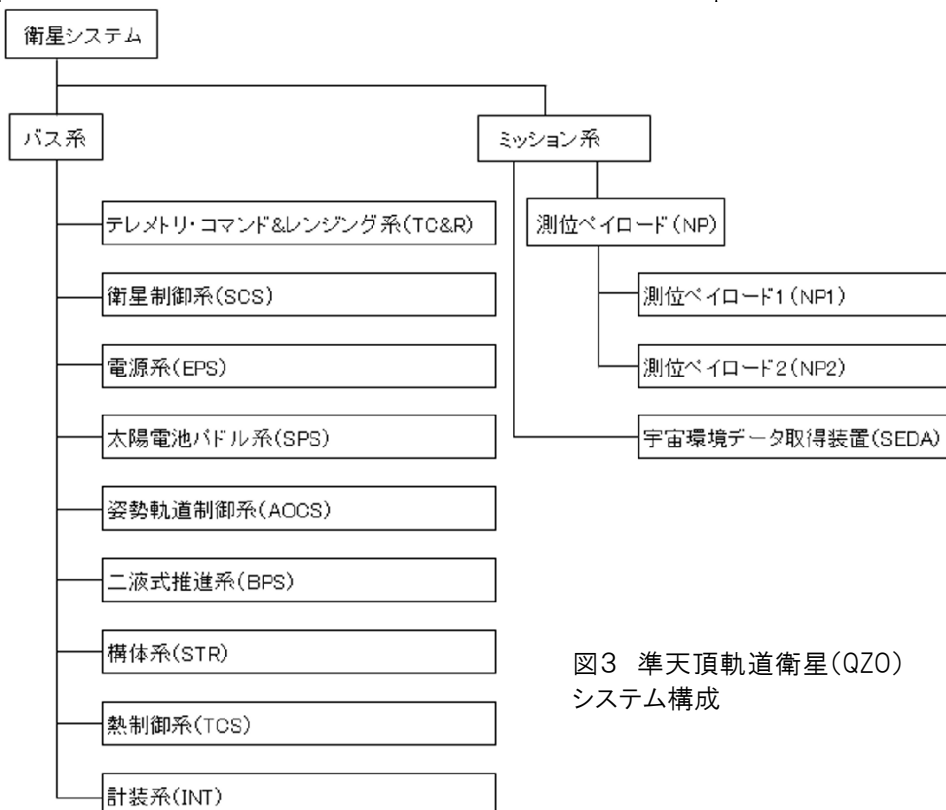 衛星システム
バス系
ミッション系
テレメトリ・コマンド&レンジング系(TC&R)
測位ペイロード(NP)
衛星制御系(SCS)
測位ペイロード1(NP1)
電源系(EPS)
測位ペイロード2(NP2)
太陽電池パドル系(SPS)
宇宙環境データ取得装置(SEDA)
姿勢軌道制御系(AOCS)
二液式推進系(BPS)
構体系(STR)
熱制御系(TCS)
計装系(INT)
図3 準天頂軌道衛星(QZO)
システム構成